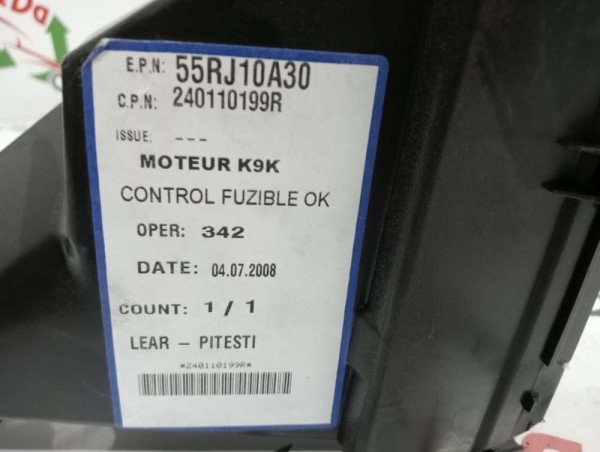 E.P.N: 55RJ10A30
C.P.N: 240110199R
ISSUE: ---
MOTEUR K9K
CONTROL FUZIBLE OK
OPER: 342
DATE: 04.07.2008
COUNT: 1 / 1
LEAR - PITESTI
*240110199R*